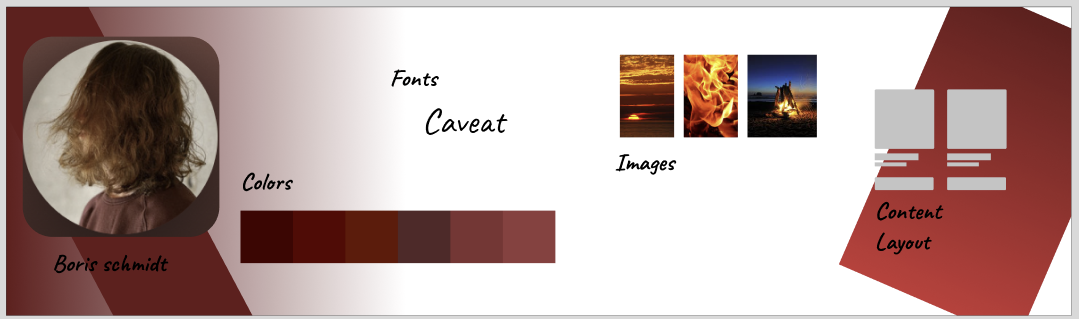 Fonts
Caveat
Colors
Boris schmidt
Images
Content
Layout